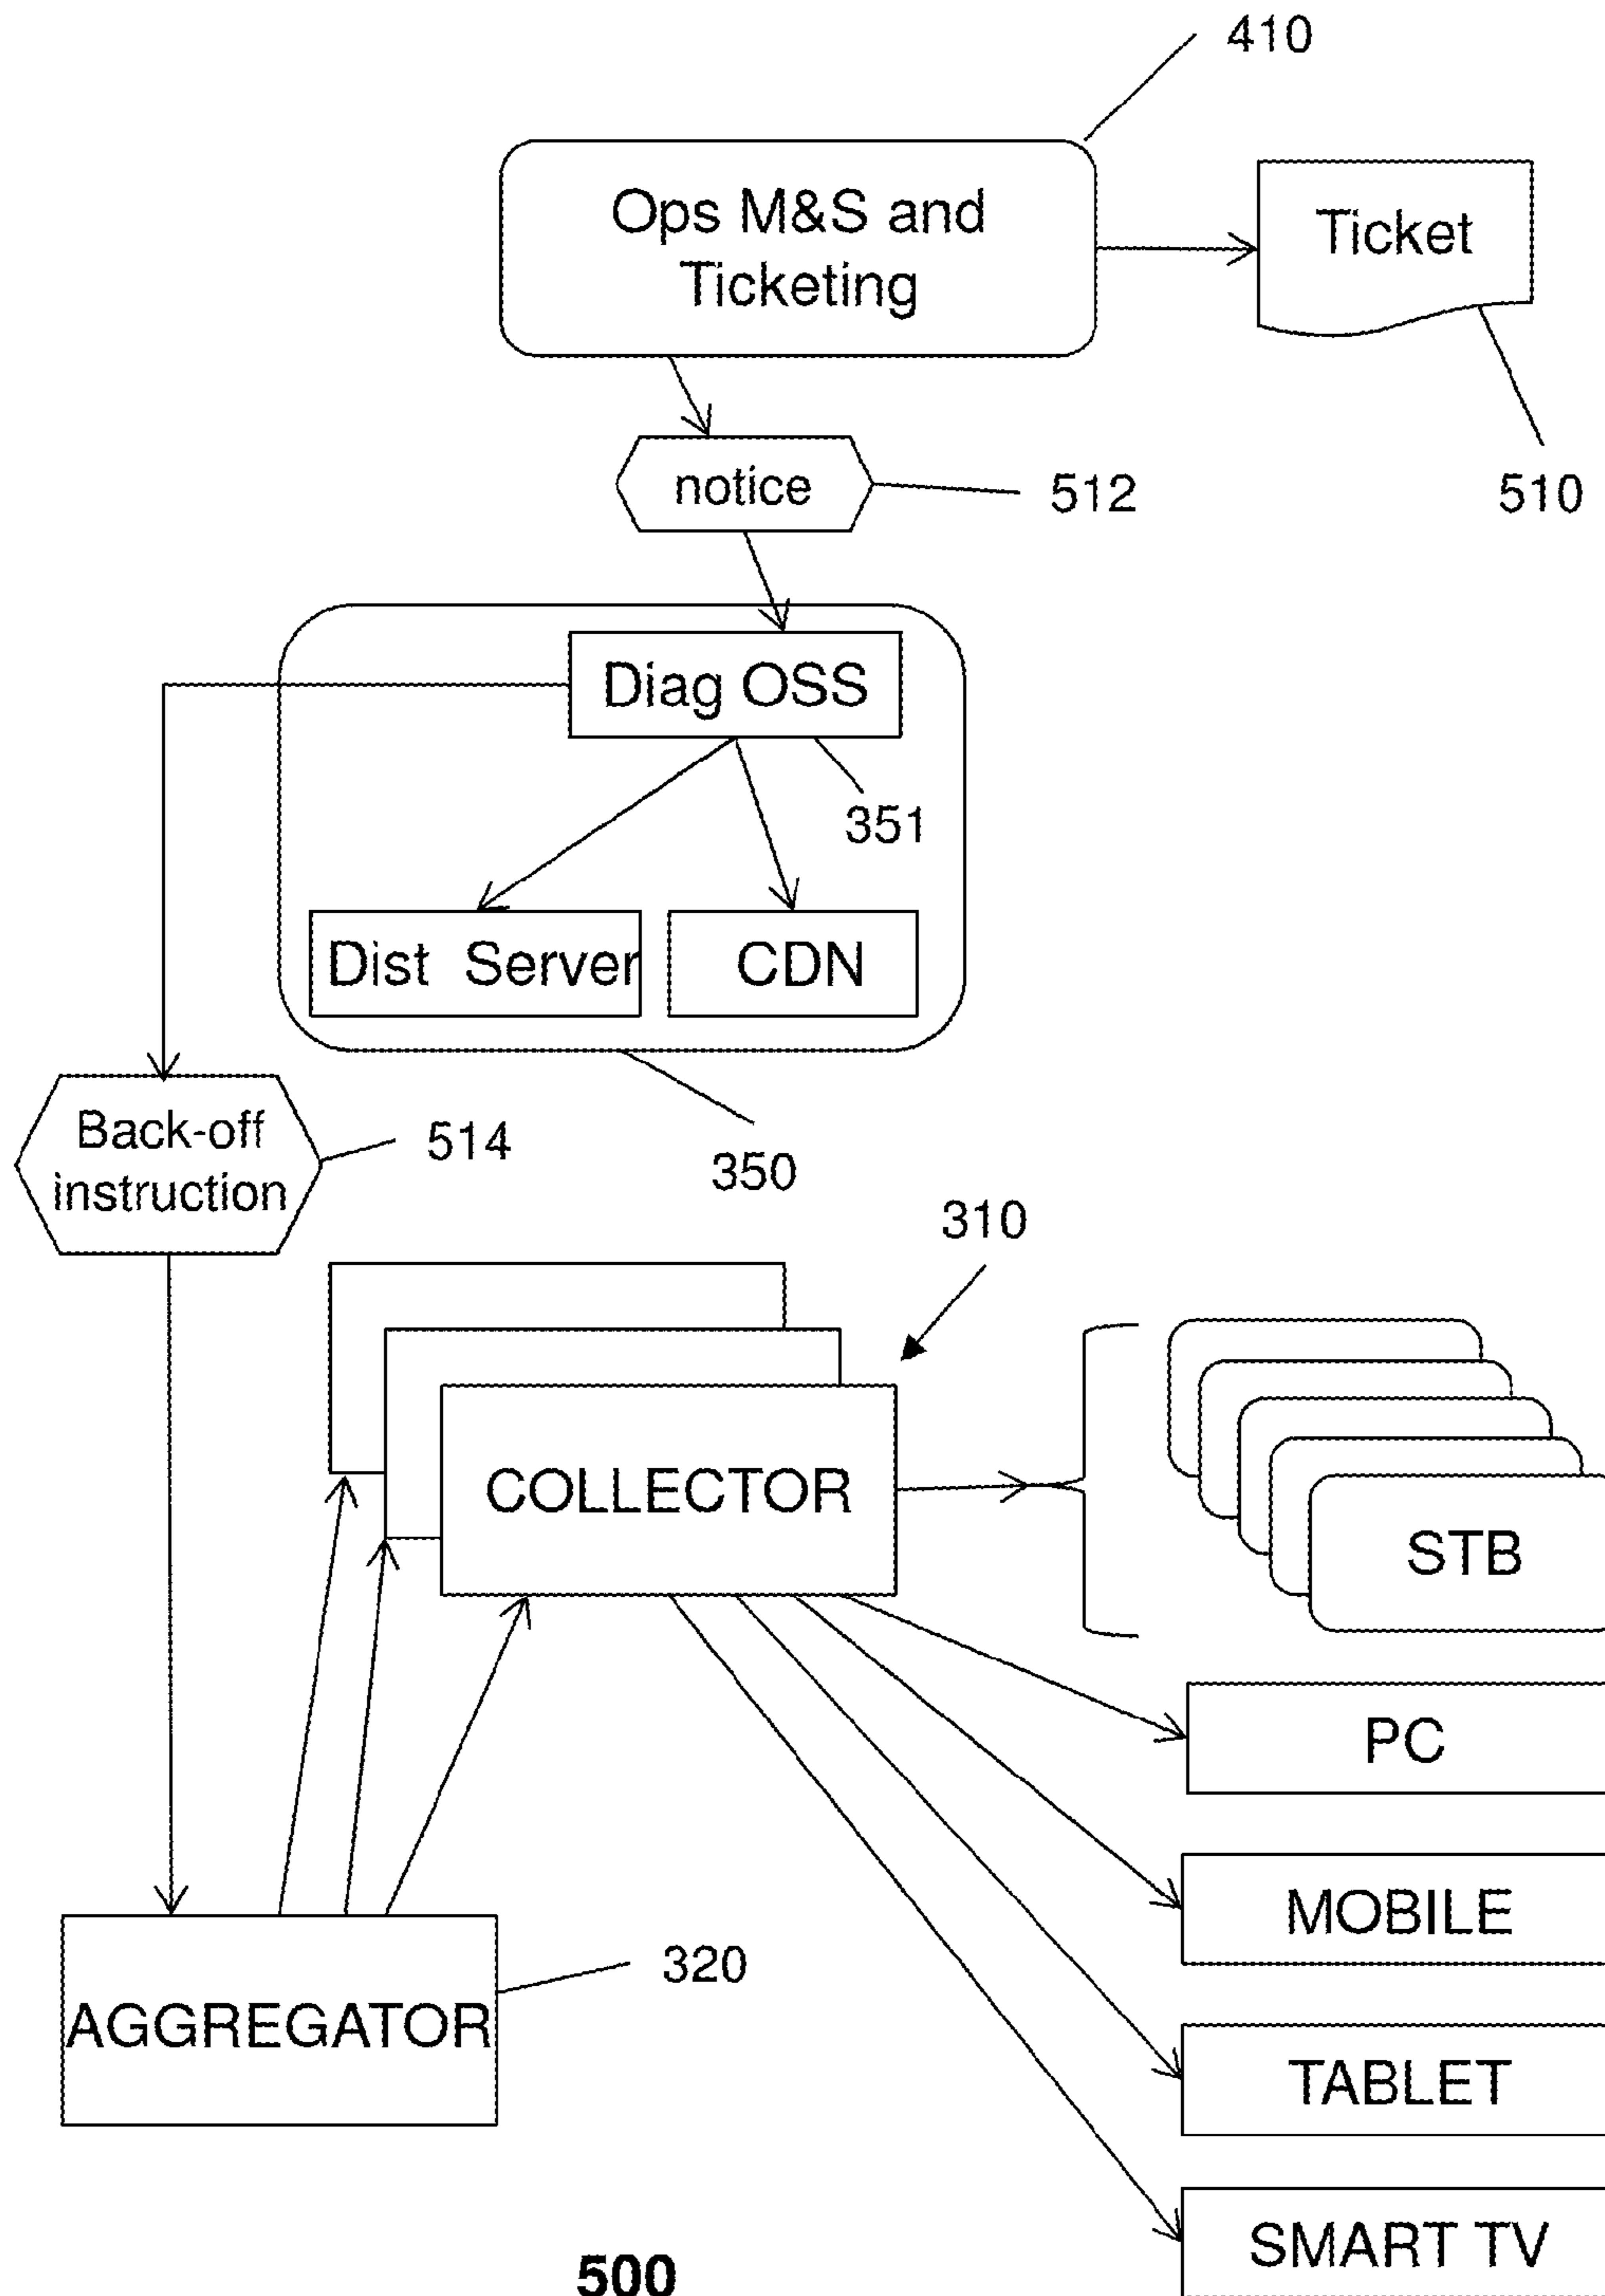 410
Ops M&S and
Ticketing
Ticket
notice
512
510
Diag OSS
351
Dist Server
CDN
Back-off
instruction
514
350
310
COLLECTOR
STB
PC
MOBILE
320
AGGREGATOR
TABLET
SMART TV
500